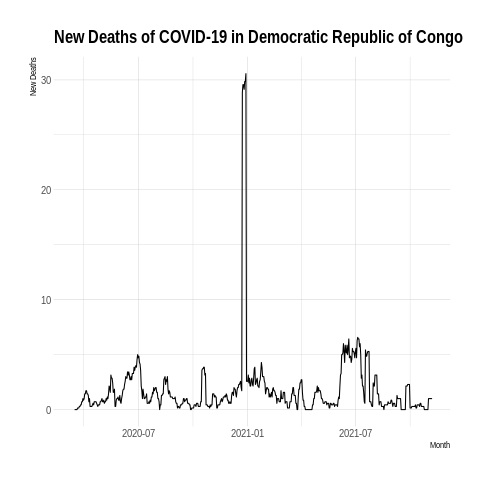 New Deaths of COVID-19 in Democratic Republic of Congo
New Deaths
30
20
10
0
2020-07 2021-01 2021-07
Month